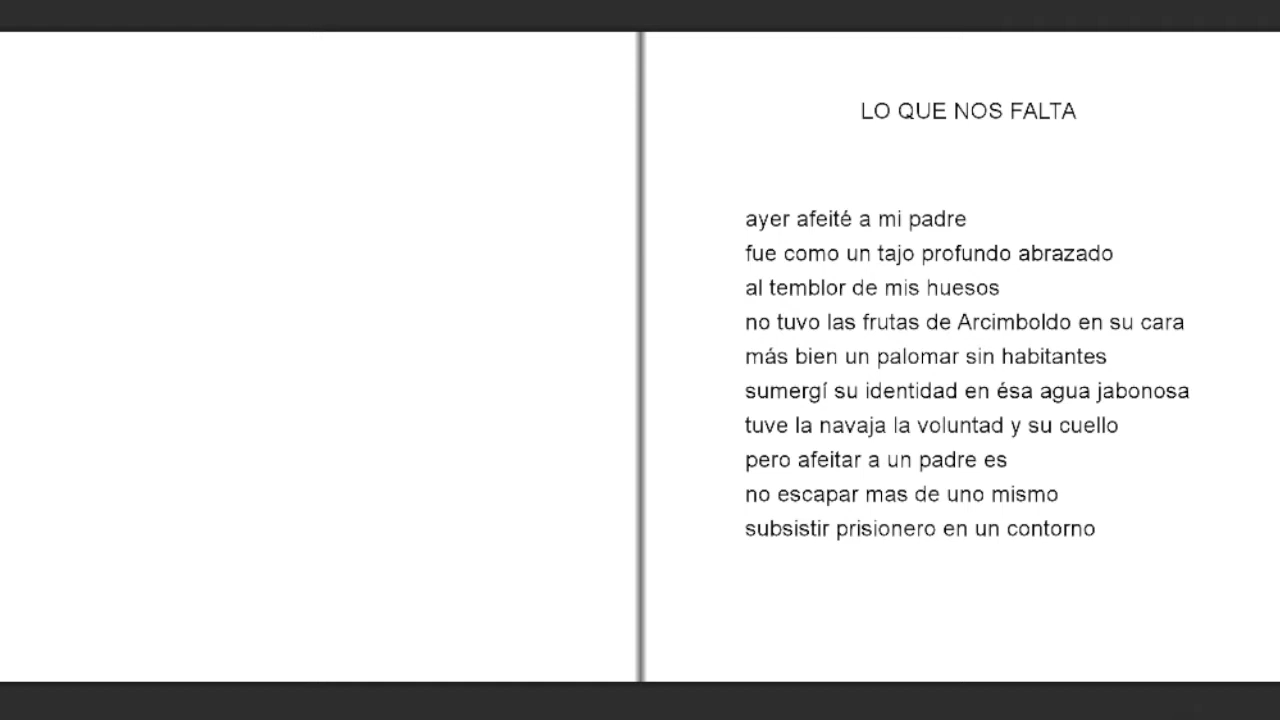 LO QUE NOS FALTA
ayer afeité a mi padre
fue como un tajo profundo abrazado
al temblor de mis huesos
no tuvo las frutas de Arcimboldo en su cara
más bien un palomar sin habitantes
sumergí su identidad en ésa agua jabonosa
tuve la navaja la voluntad y su cuello
pero afeitar a un padre es
no escapar mas de uno mismo
subsistir prisionero en un contorno